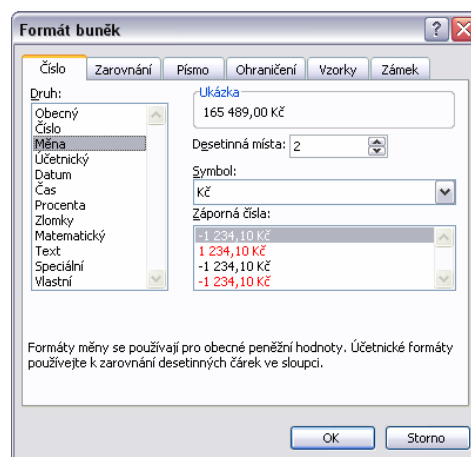 Formát buněk
Číslo Zarovnání Písmo Ohraničení Vzorky Zámek
Druh:
Obecný
Číslo
Měna
Účetnický
Datum
Čas
Procenta
Zlomky
Matematický
Text
Speciální
Vlastní
Ukázka
165 489,00 Kč
Desetinná místa: 2
Symbol:
Kč
Záporná čísla:
-1 234,10 Kč
1 234,10 Kč
-1 234,10 Kč
-1 234,10 Kč
Formáty měny se používají pro obecné peněžní hodnoty. Účetnické formáty
používejte k zarovnání desetinných čárek ve sloupci.
OK Storno